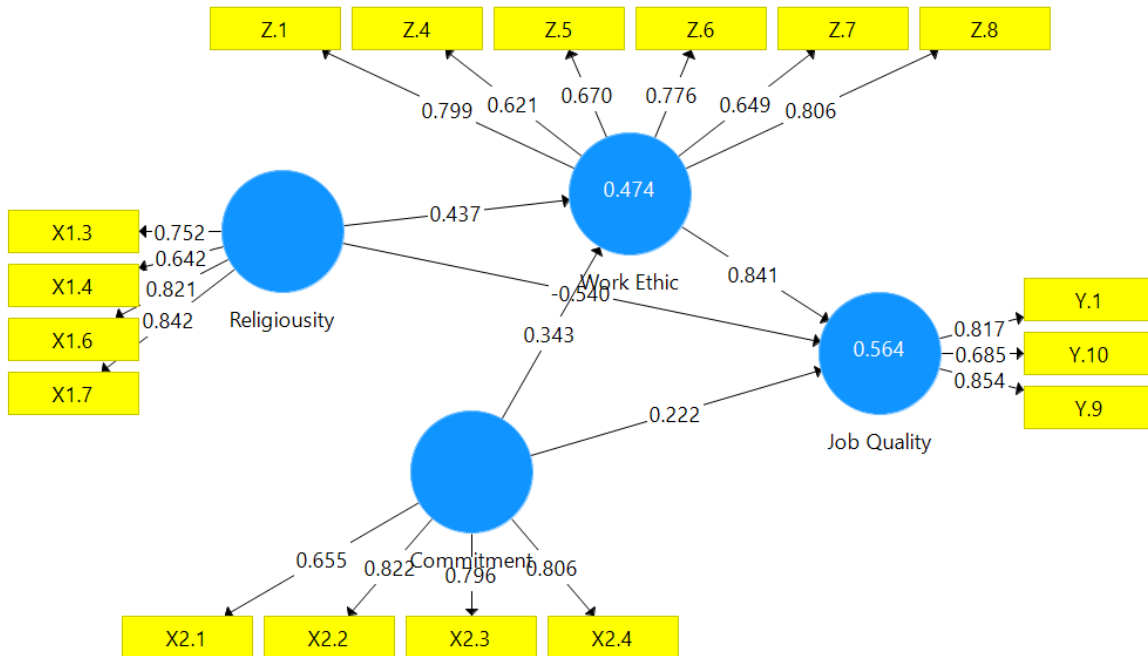 Z.1
Z.4
Z.5
Z.6
Z.7
Z.8
0.799
0.621
0.670
0.776
0.649
0.806
0.474
Work Ethic
X1.3
X1.4
X1.6
X1.7
0.752
0.642
0.821
0.842
Religiousity
0.437
-0.540
0.841
0.343
0.222
0.564
Job Quality
0.817
0.685
0.854
Y.1
Y.10
Y.9
Commitment
0.655
0.822
0.796
0.806
X2.1
X2.2
X2.3
X2.4